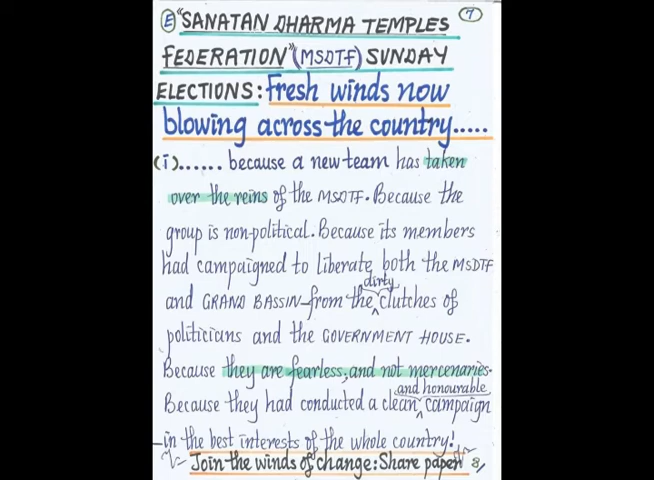 Ⓔ "SANATAN DHARMA TEMPLES ⑦
FEDERATION" (MSDTF) SUNDAY
ELECTIONS: Fresh winds now
blowing across the country.....
(i)...... because a new team has taken
over the reins of the MSDTF. Because the
group is non-political. Because its members
had campaigned to liberate both the MSDTF
and GRAND BASSIN-from the dirty clutches of
politicians and the GOVERNMENT HOUSE.
Because they are fearless, and not mercenaries.
Because they had conducted a clean and honourable campaign
in the best interests of the whole country!
Join the winds of change: Share paper 8/